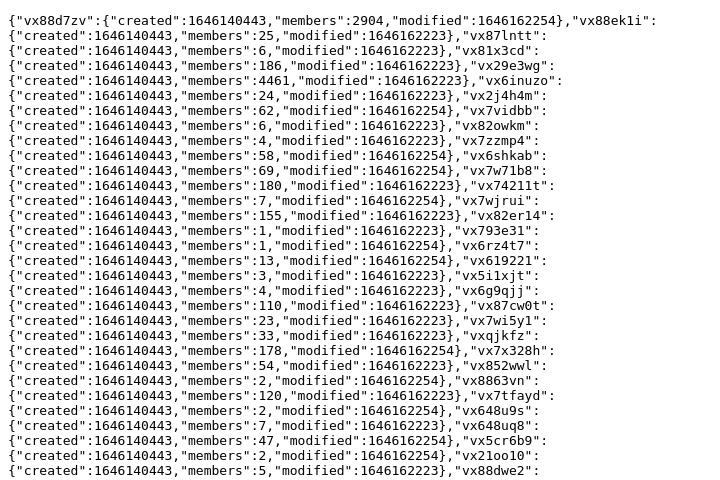 {"vx88d7zv":{"created":1646140443,"members":2904,"modified":1646162254},"vx88ek1i":
{"created":1646140443,"members":25,"modified":1646162223},"vx87lntt":
{"created":1646140443,"members":6,"modified":1646162223},"vx81x3cd":
{"created":1646140443,"members":186,"modified":1646162223},"vx29e3wg":
{"created":1646140443,"members":4461,"modified":1646162223},"vx6inuzo":
{"created":1646140443,"members":24,"modified":1646162223},"vx2j4h4m":
{"created":1646140443,"members":62,"modified":1646162254},"vx7vidbb":
{"created":1646140443,"members":6,"modified":1646162223},"vx82owkm":
{"created":1646140443,"members":4,"modified":1646162223},"vx7zzmp4":
{"created":1646140443,"members":58,"modified":1646162254},"vx6shkab":
{"created":1646140443,"members":69,"modified":1646162254},"vx7w71b8":
{"created":1646140443,"members":180,"modified":1646162223},"vx74211t":
{"created":1646140443,"members":7,"modified":1646162254},"vx7wjrui":
{"created":1646140443,"members":155,"modified":1646162223},"vx82er14":
{"created":1646140443,"members":1,"modified":1646162223},"vx793e31":
{"created":1646140443,"members":1,"modified":1646162254},"vx6rz4t7":
{"created":1646140443,"members":13,"modified":1646162254},"vx619221":
{"created":1646140443,"members":3,"modified":1646162223},"vx5i1xjt":
{"created":1646140443,"members":4,"modified":1646162223},"vx6g9qjj":
{"created":1646140443,"members":110,"modified":1646162223},"vx87cw0t":
{"created":1646140443,"members":23,"modified":1646162223},"vx7wi5y1":
{"created":1646140443,"members":33,"modified":1646162223},"vxqjkfz":
{"created":1646140443,"members":178,"modified":1646162254},"vx7x328h":
{"created":1646140443,"members":54,"modified":1646162223},"vx852wwl":
{"created":1646140443,"members":2,"modified":1646162254},"vx8863vn":
{"created":1646140443,"members":120,"modified":1646162223},"vx7tfayd":
{"created":1646140443,"members":2,"modified":1646162254},"vx648u9s":
{"created":1646140443,"members":7,"modified":1646162223},"vx648uq8":
{"created":1646140443,"members":47,"modified":1646162254},"vx5cr6b9":
{"created":1646140443,"members":2,"modified":1646162254},"vx21oo10":
{"created":1646140443,"members":5,"modified":1646162223},"vx88dwe2":